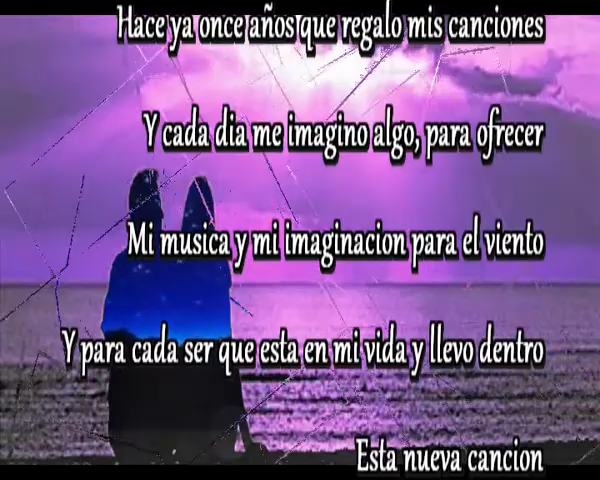 Hace ya once años que regalo mis canciones
Y cada dia me imagino algo, para ofrecer
Mi musica y mi imaginacion para el viento
Y para cada ser que esta en mi vida y llevo dentro
Esta nueva cancion